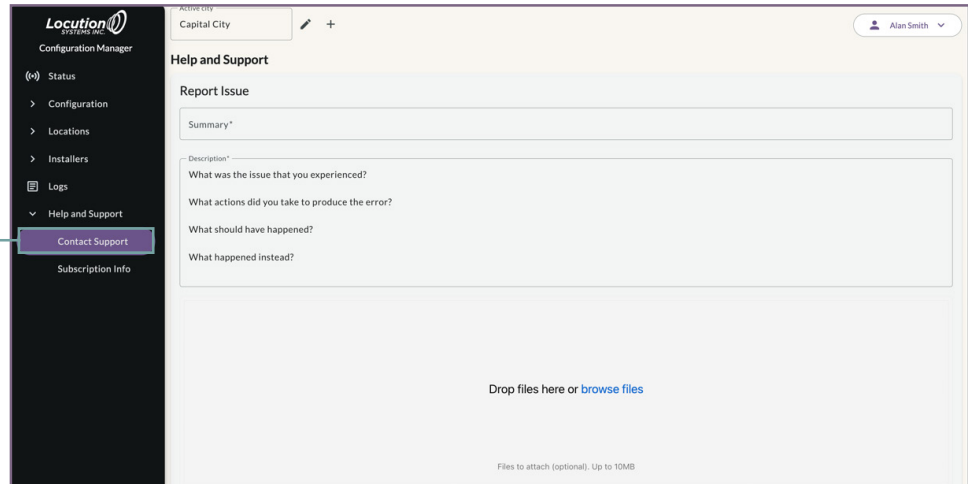 Locution
SYSTEMS INC.
Configuration Manager
Status
Configuration
Locations
Installers
Logs
Help and Support
Contact Support
Subscription Info
Active city
Capital City
Alan Smith
Help and Support
Report Issue
Summary*
Description*
What was the issue that you experienced?
What actions did you take to produce the error?
What should have happened?
What happened instead?
Drop files here or browse files
Files to attach (optional). Up to 10MB